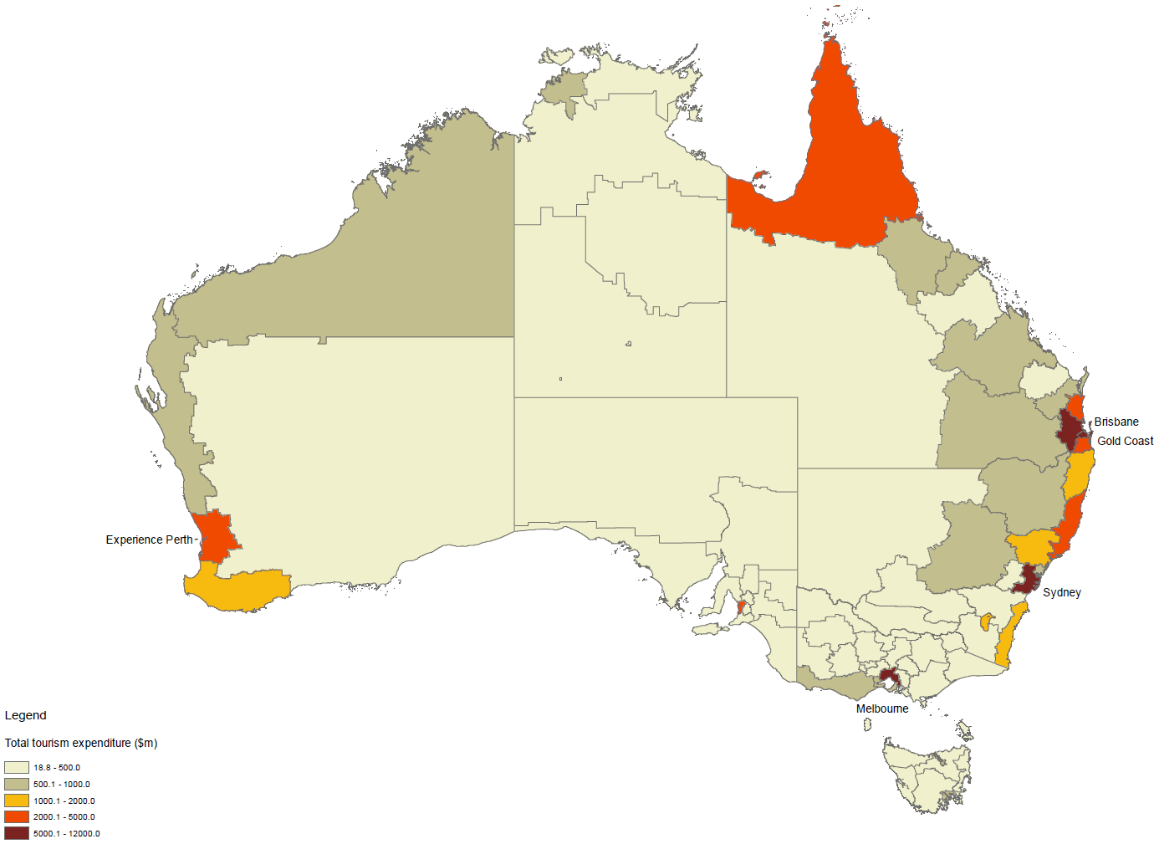 Brisbane
Gold Coast
Experience Perth
Sydney
Melbourne
Legend
Total tourism expenditure ($m)
18.8 - 500.0
500.1 - 1000.0
1000.1 - 2000.0
2000.1 - 5000.0
5000.1 - 12000.0